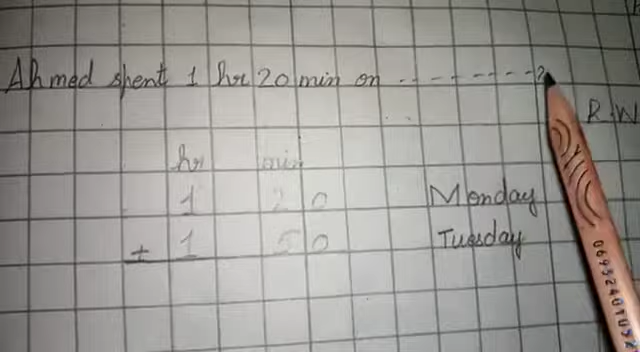 Ahmed spent 1 hr 20 min on --------?
R.W
hr min
1 20 Monday
+ 1 50 Tuesday